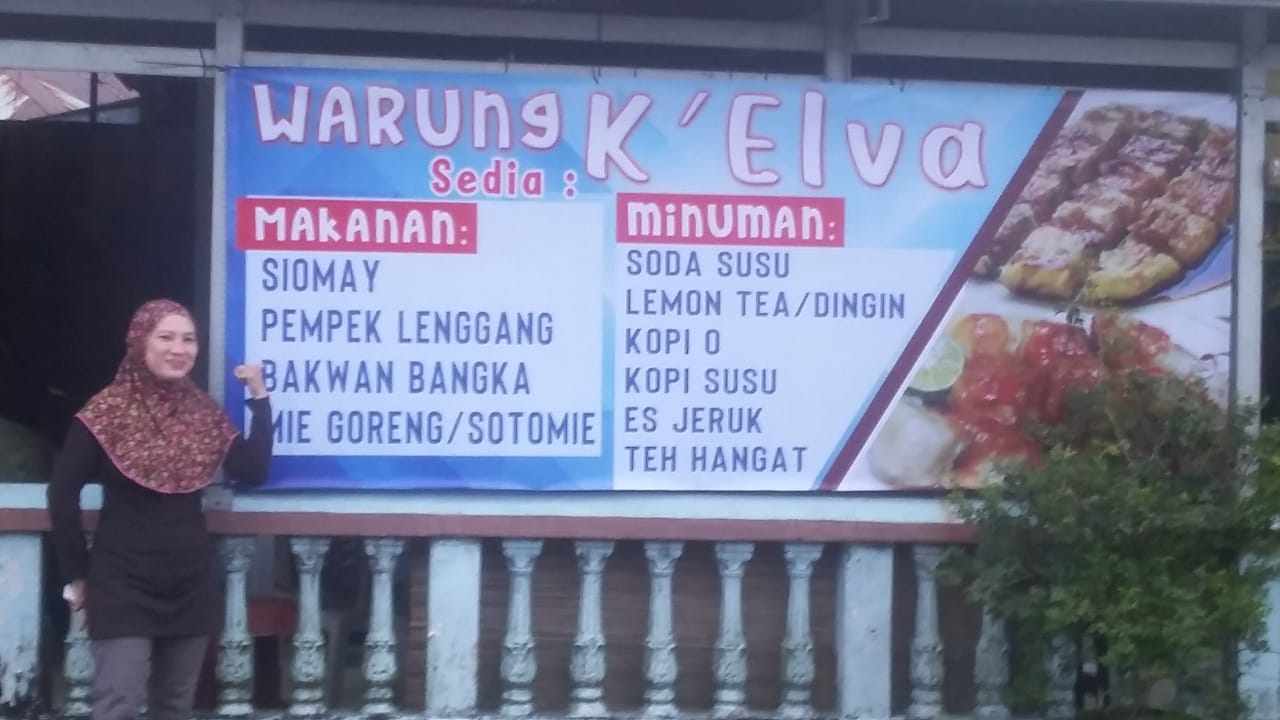 WARUng K'Elva
Sedia :
MAKANAN:
SIOMAY
PEMPEK LENGGANG
BAKWAN BANGKA
MIE GORENG/SOTOMIE
MINUMAN:
SODA SUSU
LEMON TEA/DINGIN
KOPI O
KOPI SUSU
ES JERUK
TEH HANGAT